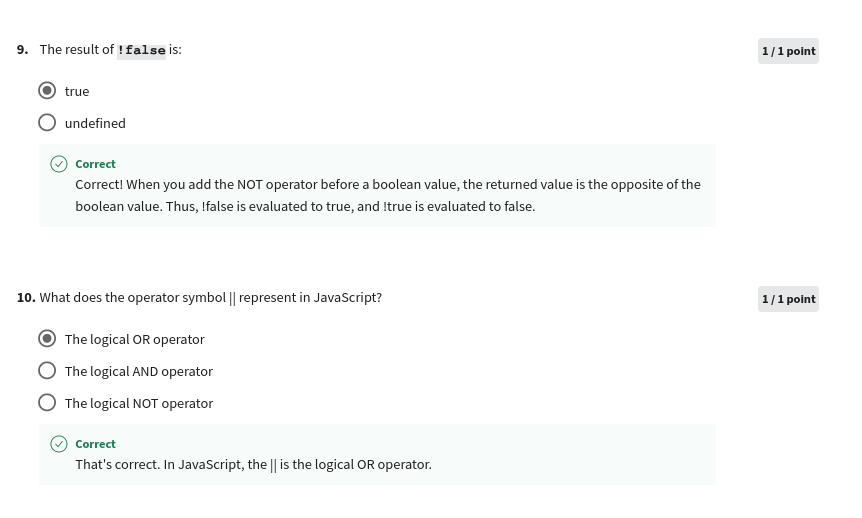 9. The result of !false is:
1 / 1 point
true
undefined
Correct
Correct! When you add the NOT operator before a boolean value, the returned value is the opposite of the
boolean value. Thus, !false is evaluated to true, and !true is evaluated to false.
10. What does the operator symbol || represent in JavaScript?
1 / 1 point
The logical OR operator
The logical AND operator
The logical NOT operator
Correct
That's correct. In JavaScript, the || is the logical OR operator.